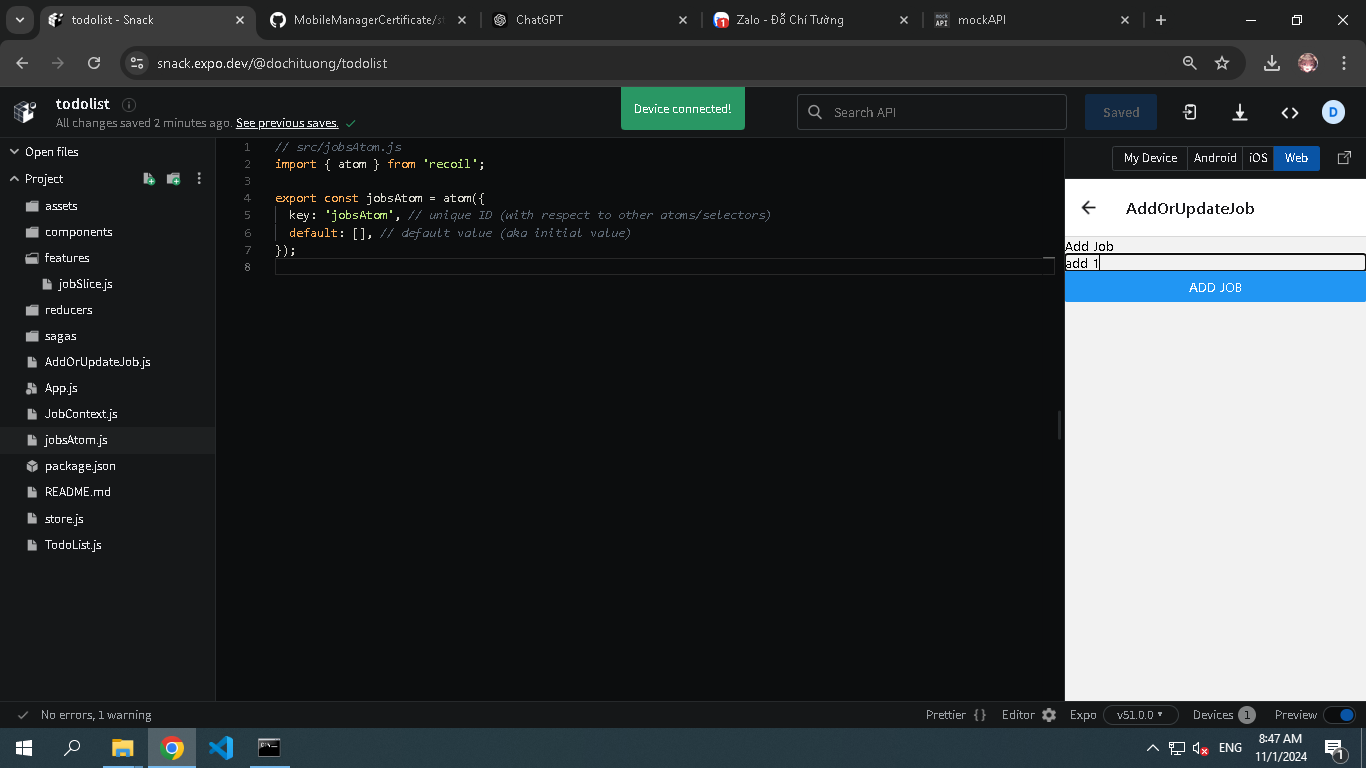 todolist - Snack
MobileManagerCertificate/st
ChatGPT
1
Zalo - Đỗ Chí Tường
mock
API
mockAPI
snack.expo.dev/@dochituong/todolist
todolist
All changes saved 2 minutes ago. See previous saves.
Device connected!
Search API
Saved
D
Open files
Project
assets
components
features
jobSlice.js
reducers
sagas
AddOrUpdateJob.js
App.js
JobContext.js
jobsAtom.js
package.json
README.md
store.js
TodoList.js
1 // src/jobsAtom.js
2 import { atom } from 'recoil';
3
4 export const jobsAtom = atom({
5 key: 'jobsAtom', // unique ID (with respect to other atoms/selectors)
6 default: [], // default value (aka initial value)
7 });
8
My Device Android iOS Web
AddOrUpdateJob
Add Job
add 1
ADD JOB
No errors, 1 warning
Prettier {} Editor Expo v51.0.0 Devices 1 Preview
ENG
8:47 AM
11/1/2024
1